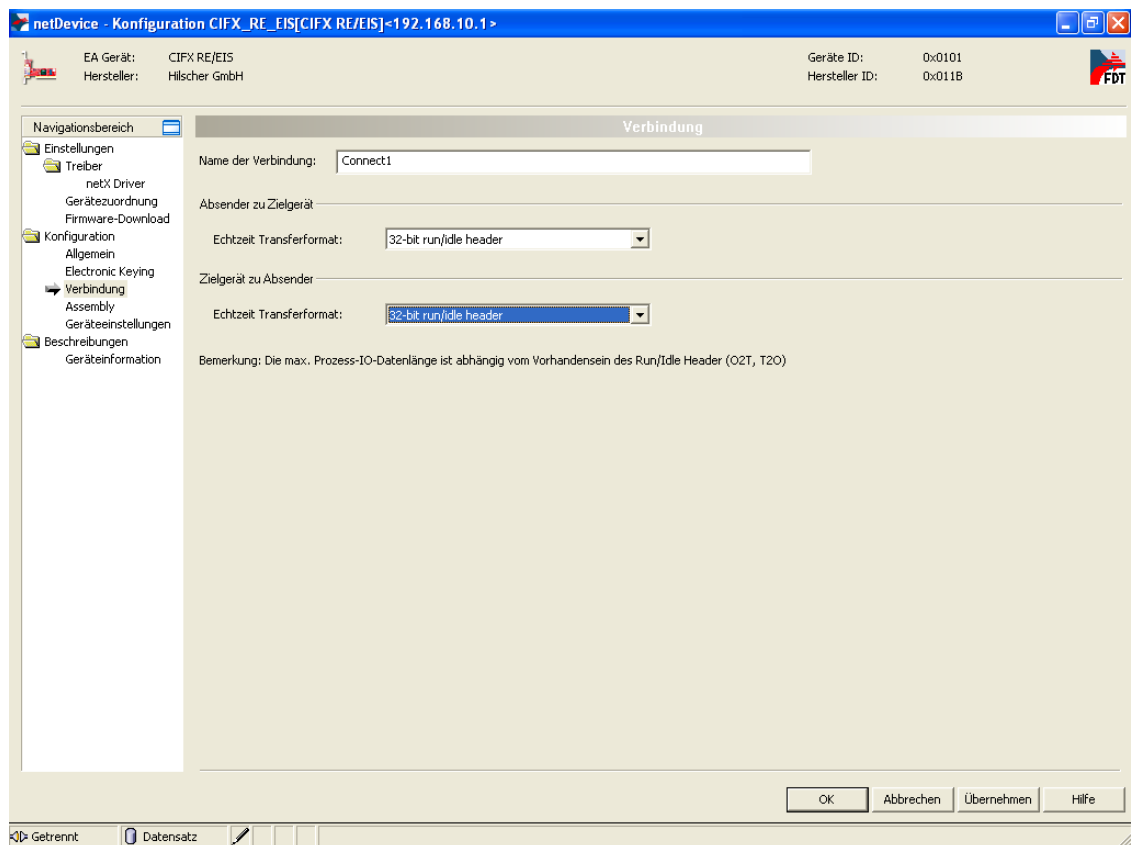 netDevice - Konfiguration CIFX_RE_EIS[CIFX RE/EIS]<192.168.10.1>
EA Gerät: CIFX RE/EIS Geräte ID: 0x0101
Hersteller: Hilscher GmbH Hersteller ID: 0x011B
FDT
Navigationsbereich
Verbindung
Einstellungen
Treiber
netX Driver
Gerätezuordnung
Firmware-Download
Konfiguration
Allgemein
Electronic Keying
Verbindung
Assembly
Geräteeinstellungen
Beschreibungen
Geräteinformation
Name der Verbindung: Connect1
Absender zu Zielgerät
Echtzeit Transferformat: 32-bit run/idle header
Zielgerät zu Absender
Echtzeit Transferformat: 32-bit run/idle header
Bemerkung: Die max. Prozess-IO-Datenlänge ist abhängig vom Vorhandensein des Run/Idle Header (O2T, T2O)
OK Abbrechen Übernehmen Hilfe
Getrennt Datensatz